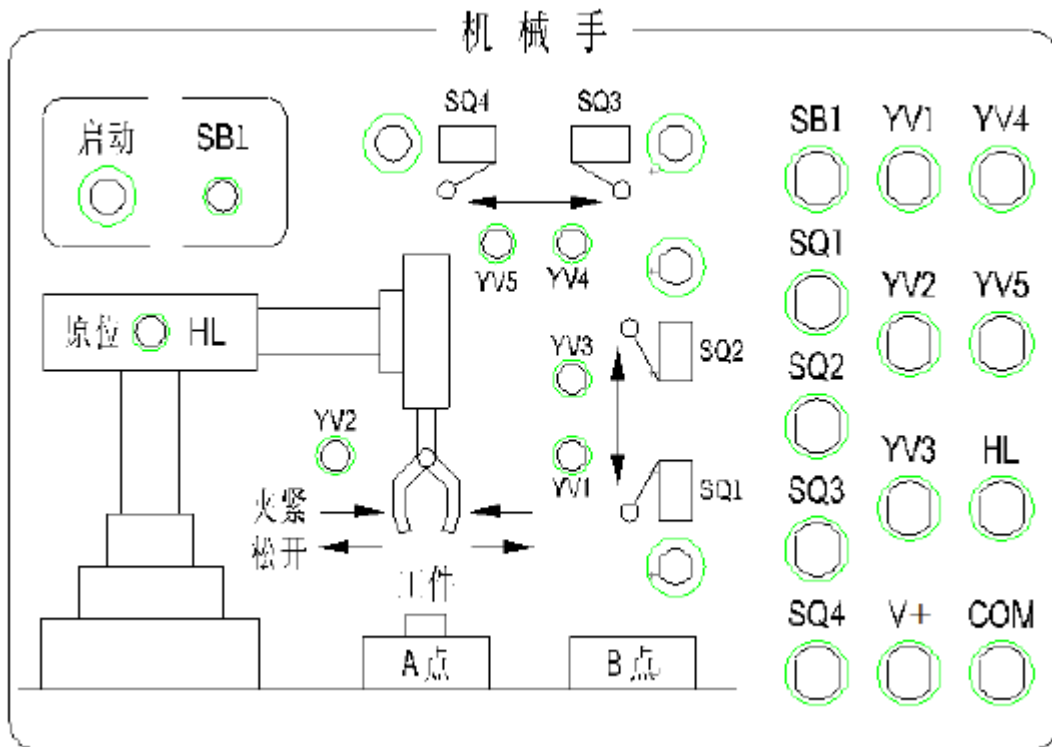 机 械 手
启动 SB1
SQ4 SQ3
YV5 YV4
原位 HL
YV3 SQ2
YV2
YV1 SQ1
夹紧
松开
工件
A点 B点
SB1 YV1 YV4
SQ1
YV2 YV5
SQ2
YV3 HL
SQ3
SQ4 V+ COM